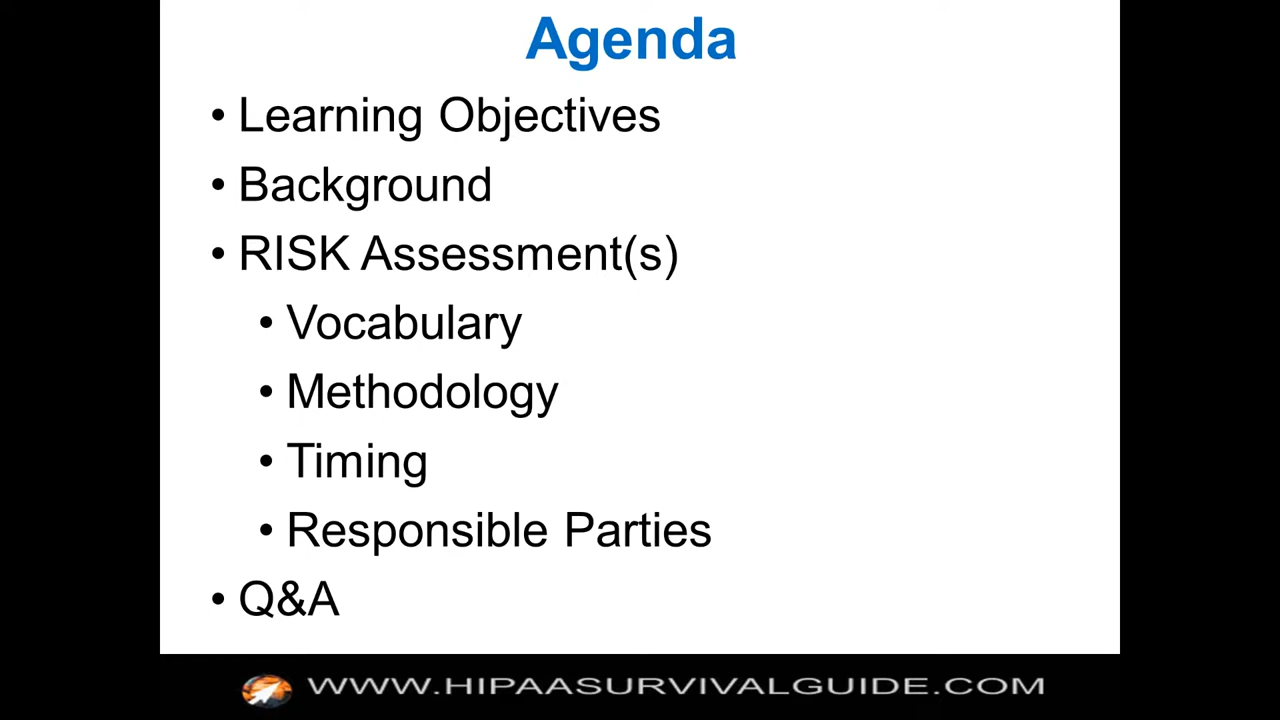 Agenda
• Learning Objectives
• Background
• RISK Assessment(s)
• Vocabulary
• Methodology
• Timing
• Responsible Parties
• Q&A
WWW.HIPAASURVIVALGUIDE.COM